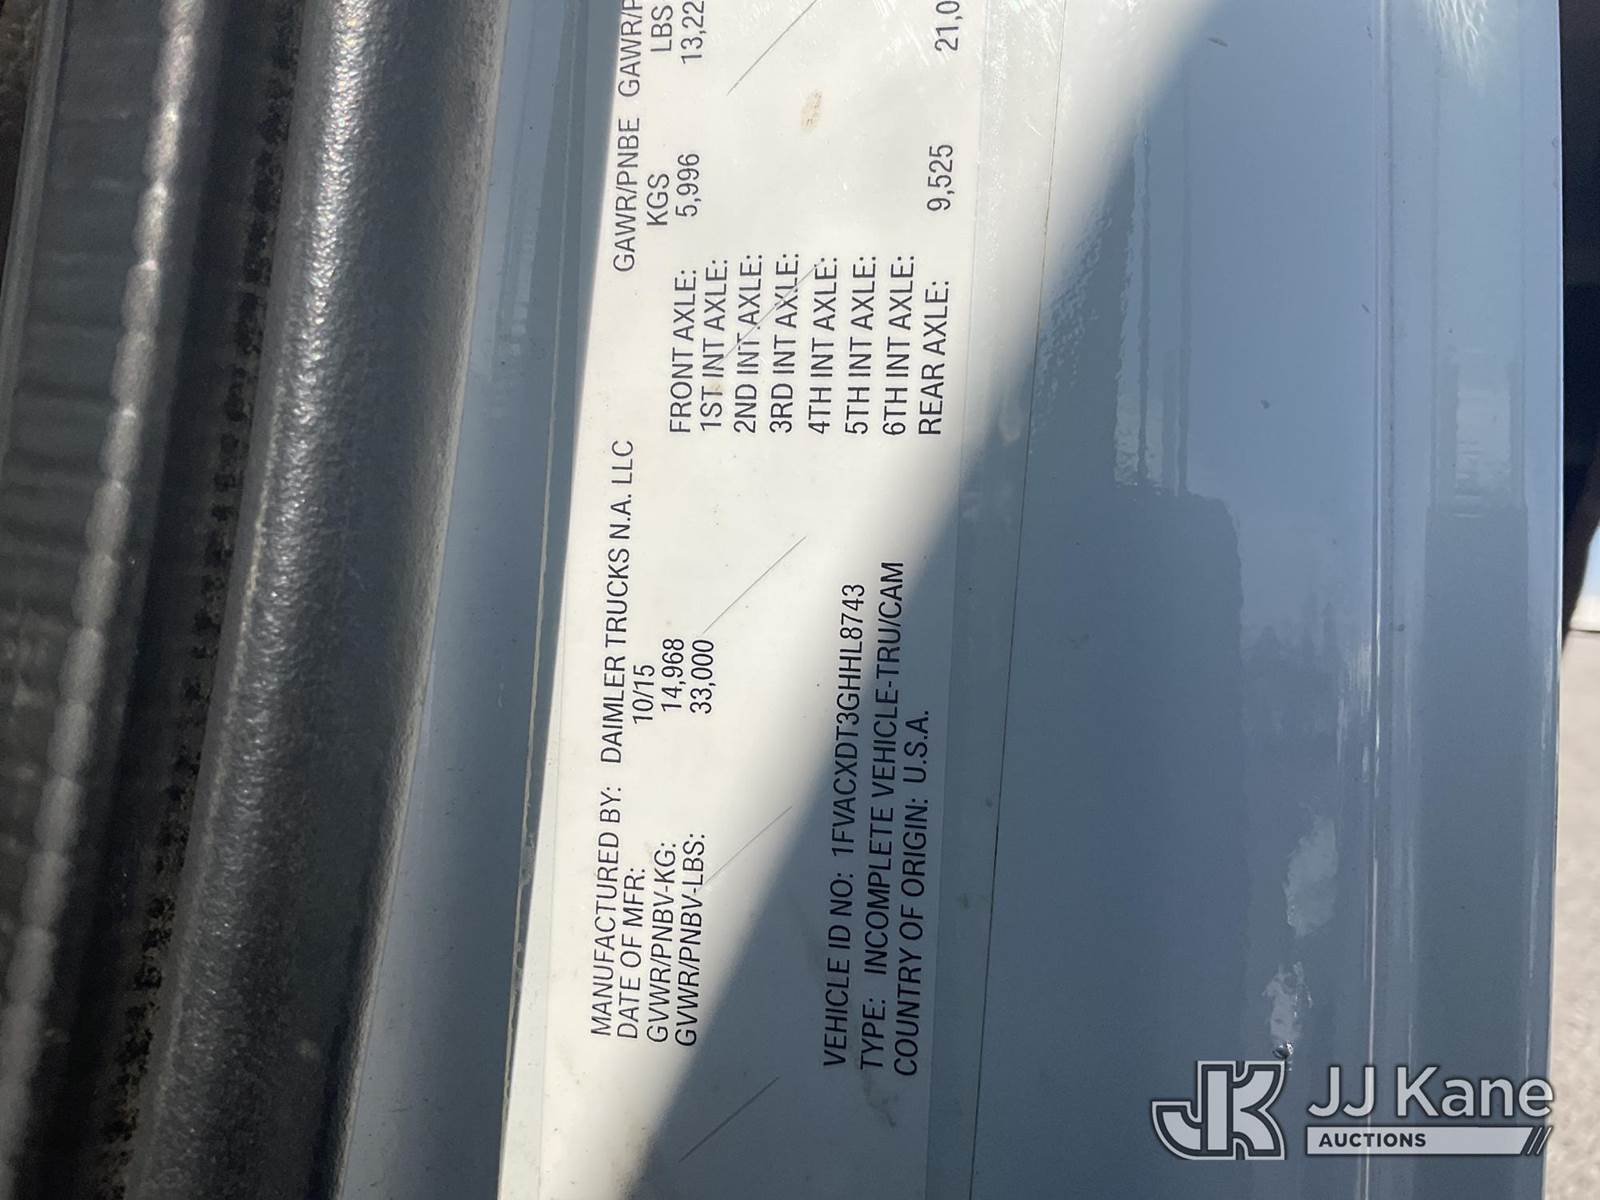 MANUFACTURED BY: DAIMLER TRUCKS N.A. LLC
DATE OF MFR: 10/15
GVWR/PNBV-KG: 14,968
GVWR/PNBV-LBS: 33,000
GAWR/PNBE GAWR/P
KGS LBS
FRONT AXLE: 5,996 13,22
1ST INT AXLE:
2ND INT AXLE:
3RD INT AXLE:
4TH INT AXLE:
5TH INT AXLE:
6TH INT AXLE:
REAR AXLE: 9,525 21,0
VEHICLE ID NO: 1FVACXDT3GHHL8743
TYPE: INCOMPLETE VEHICLE-TRU/CAM
COUNTRY OF ORIGIN: U.S.A.
JK JJ Kane
AUCTIONS